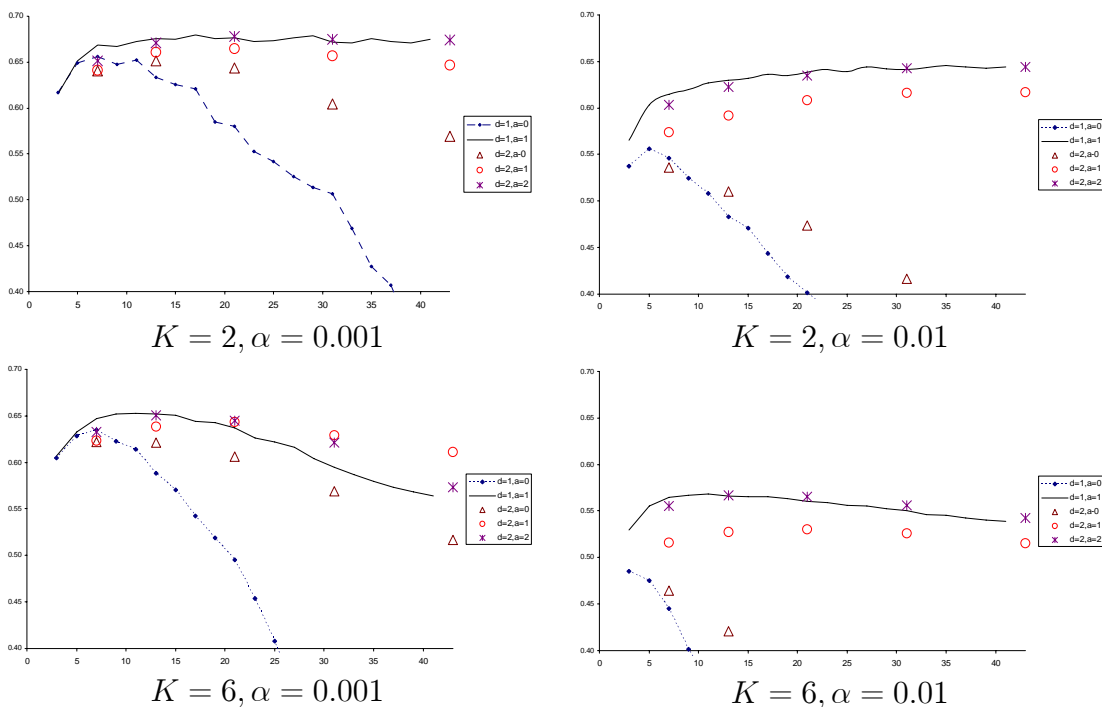 0.70
0.65
0.60
0.55
0.50
0.45
0.40
0 5 10 15 20 25 30 35 40
d=1,a=0
d=1,a=1
d=2,a-0
d=2,a=1
d=2,a=2
K = 2, α = 0.001
0.70
0.65
0.60
0.55
0.50
0.45
0.40
0 5 10 15 20 25 30 35 40
d=1,a=0
d=1,a=1
d=2,a-0
d=2,a=1
d=2,a=2
K = 2, α = 0.01
0.70
0.65
0.60
0.55
0.50
0.45
0.40
0 5 10 15 20 25 30 35 40
d=1,a=0
d=1,a=1
d=2,a=0
d=2,a=1
d=2,a=2
K = 6, α = 0.001
0.70
0.65
0.60
0.55
0.50
0.45
0.40
0 5 10 15 20 25 30 35 40
d=1,a=0
d=1,a=1
d=2,a-0
d=2,a=1
d=2,a=2
K = 6, α = 0.01